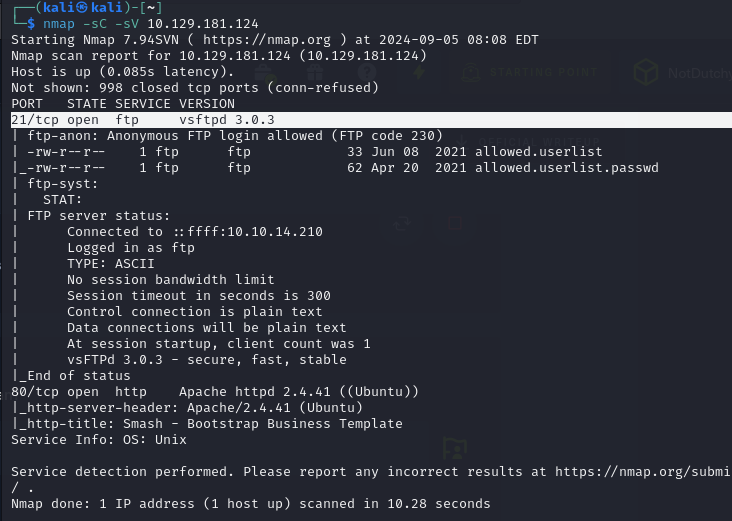 ┌──(kali㉿kali)-[~]
└─$ nmap -sC -sV 10.129.181.124
Starting Nmap 7.94SVN ( https://nmap.org ) at 2024-09-05 08:08 EDT
Nmap scan report for 10.129.181.124 (10.129.181.124)
Host is up (0.085s latency).
Not shown: 998 closed tcp ports (conn-refused)
PORT   STATE SERVICE VERSION
21/tcp open  ftp     vsftpd 3.0.3
| ftp-anon: Anonymous FTP login allowed (FTP code 230)
| -rw-r--r--    1 ftp      ftp            33 Jun 08  2021 allowed.userlist
|_-rw-r--r--    1 ftp      ftp            62 Apr 20  2021 allowed.userlist.passwd
| ftp-syst:
|   STAT:
| FTP server status:
|      Connected to ::ffff:10.10.14.210
|      Logged in as ftp
|      TYPE: ASCII
|      No session bandwidth limit
|      Session timeout in seconds is 300
|      Control connection is plain text
|      Data connections will be plain text
|      At session startup, client count was 1
|      vsFTPd 3.0.3 - secure, fast, stable
|_End of status
80/tcp open  http    Apache httpd 2.4.41 ((Ubuntu))
|_http-server-header: Apache/2.4.41 (Ubuntu)
|_http-title: Smash - Bootstrap Business Template
Service Info: OS: Unix
Service detection performed. Please report any incorrect results at https://nmap.org/submi
/ .
Nmap done: 1 IP address (1 host up) scanned in 10.28 seconds
STARTING POINT
NotDutchy